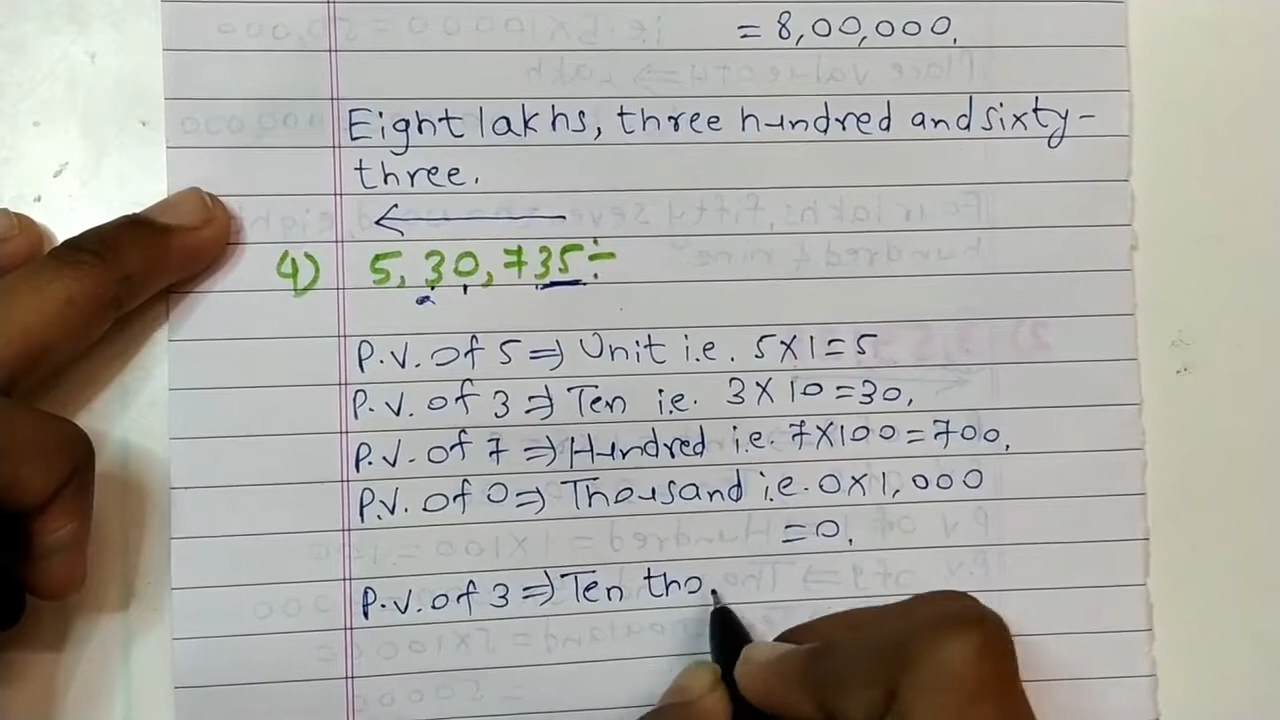 = 8,00,000.
Eight lakhs, three hundred and sixty-
three.
4) 5,30,735÷
P.V. of 5 ⇒ Unit i.e. 5×1=5
P.V. of 3 ⇒ Ten i.e. 3×10=30,
P.V. of 7 ⇒ Hundred i.e. 7×100=700,
P.V. of 0 ⇒ Thousand i.e. 0×1,000
=0.
P.V. of 3 ⇒ Ten tho